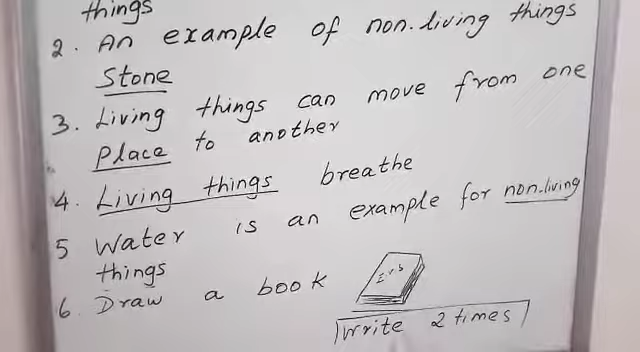 things
2. An example of non-living things
Stone
3. Living things can move from one
Place to another
4. Living things breathe
5 Water is an example for non-living
things
6. Draw a book
EVS
Write 2 times